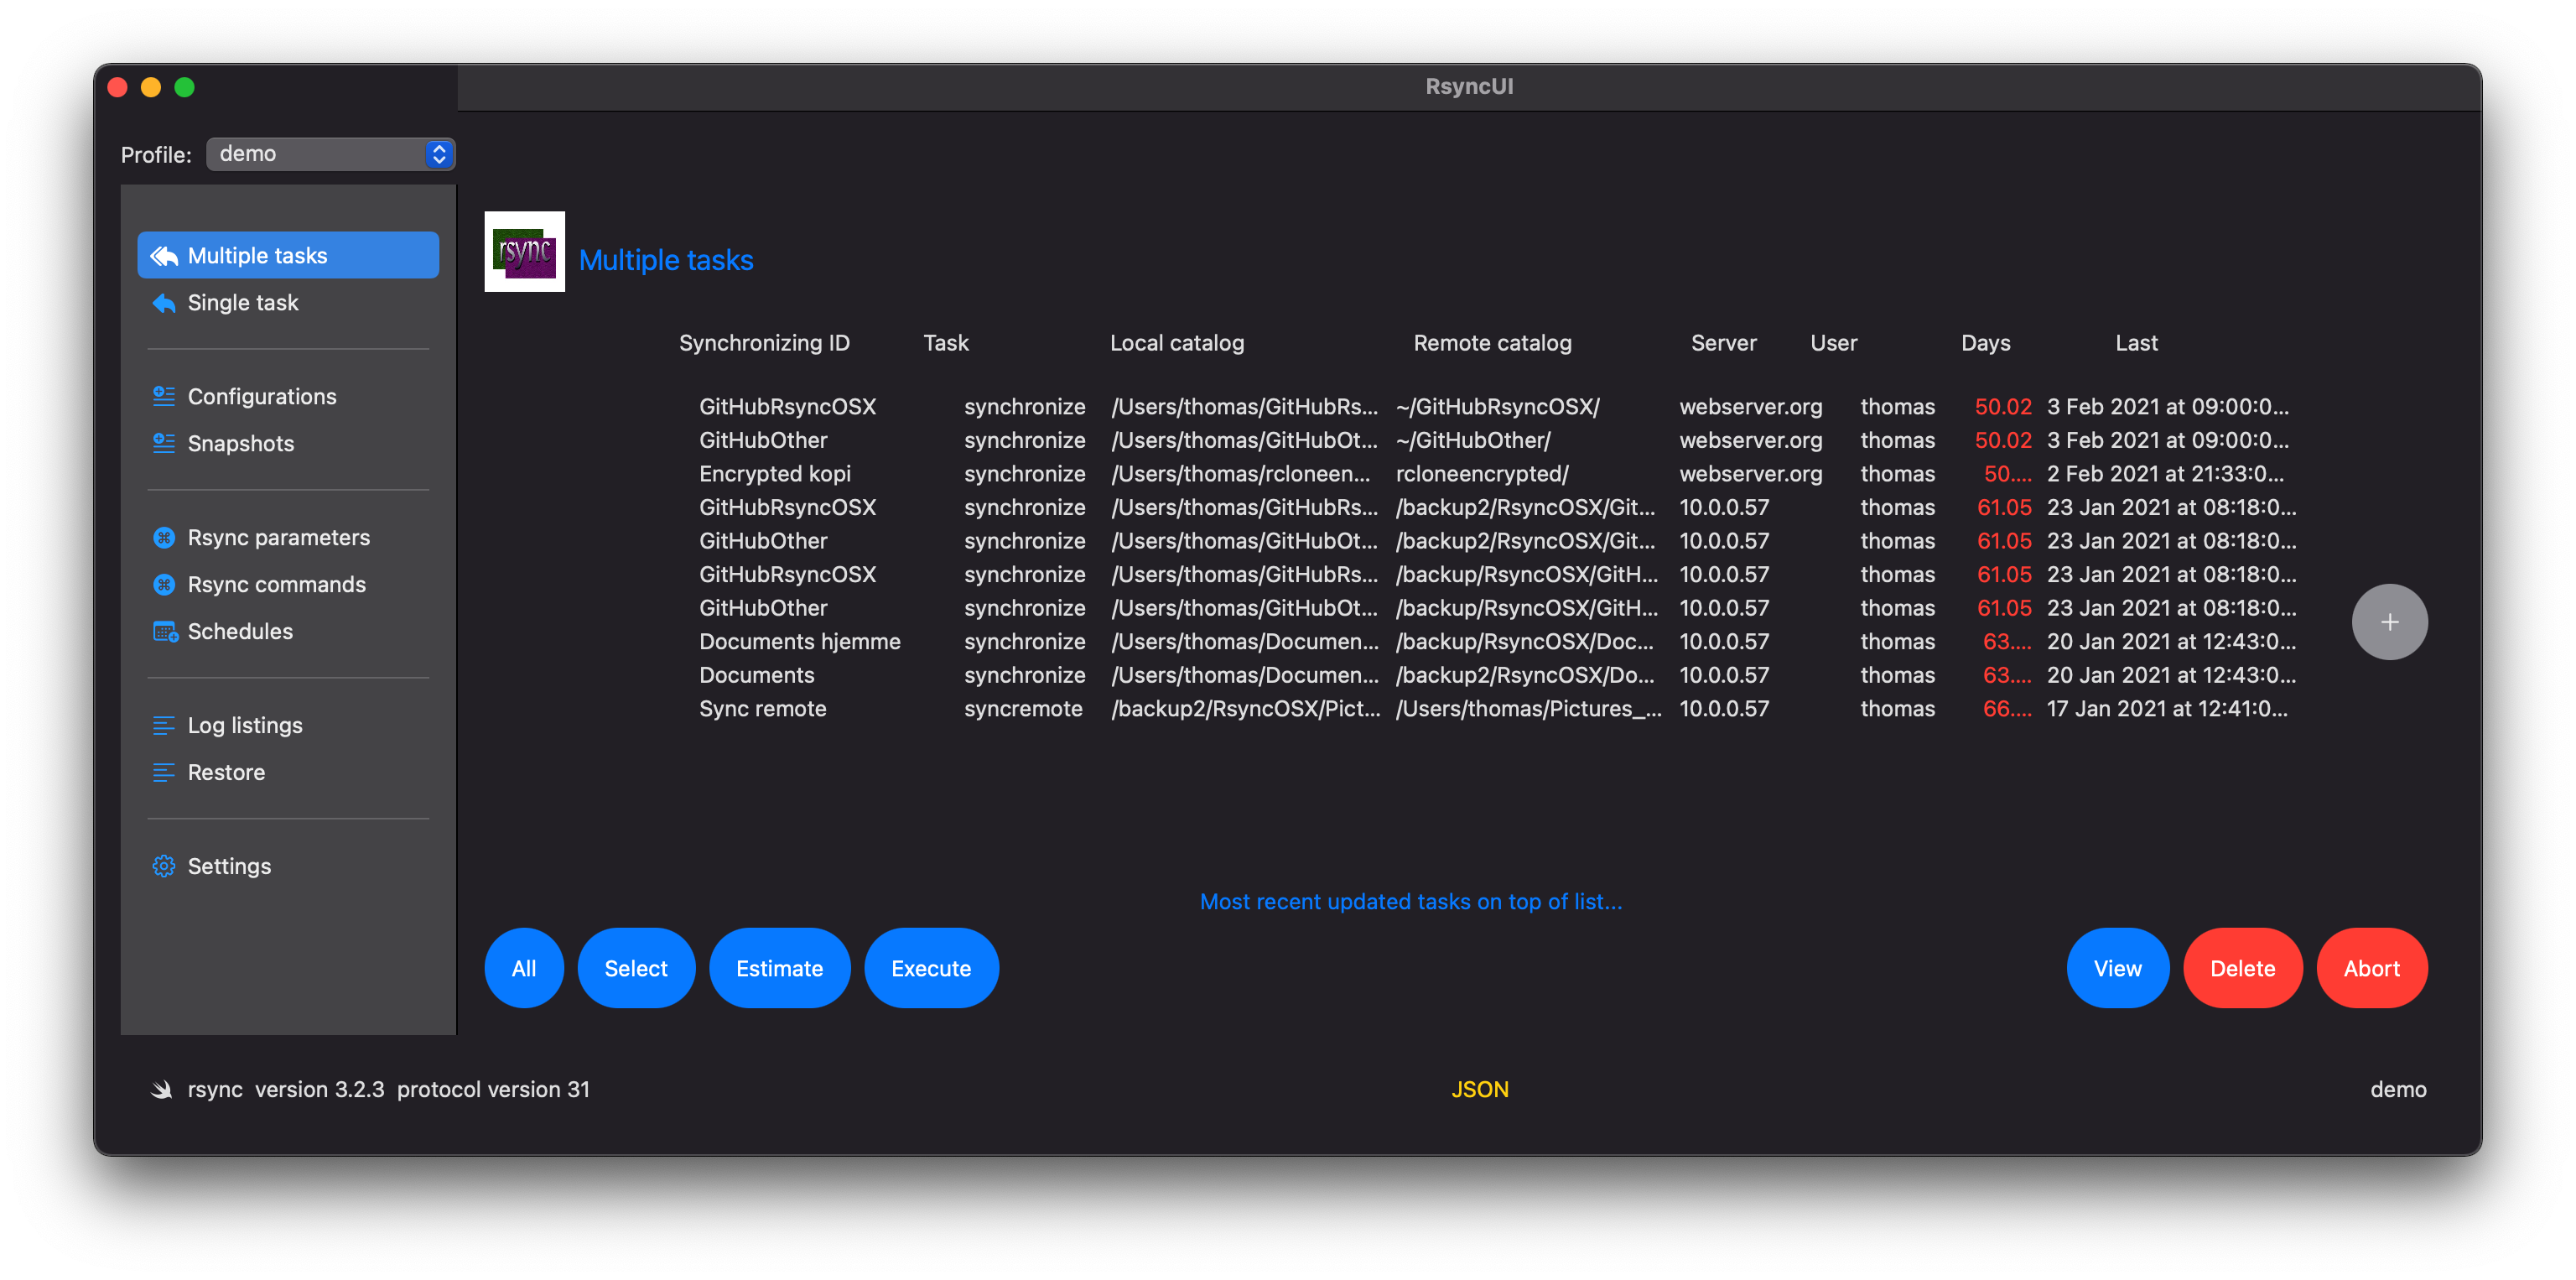 RsyncUI
Profile: demo
Multiple tasks
Single task
Configurations
Snapshots
Rsync parameters
Rsync commands
Schedules
Log listings
Restore
Settings
rsync
Multiple tasks
Synchronizing ID Task Local catalog Remote catalog Server User Days Last
GitHubRsyncOSX synchronize /Users/thomas/GitHubRs... ~/GitHubRsyncOSX/ webserver.org thomas 50.02 3 Feb 2021 at 09:00:0...
GitHubOther synchronize /Users/thomas/GitHubOt... ~/GitHubOther/ webserver.org thomas 50.02 3 Feb 2021 at 09:00:0...
Encrypted kopi synchronize /Users/thomas/rcloneen... rcloneencrypted/ webserver.org thomas 50.... 2 Feb 2021 at 21:33:0...
GitHubRsyncOSX synchronize /Users/thomas/GitHubRs... /backup2/RsyncOSX/Git... 10.0.0.57 thomas 61.05 23 Jan 2021 at 08:18:0...
GitHubOther synchronize /Users/thomas/GitHubOt... /backup2/RsyncOSX/Git... 10.0.0.57 thomas 61.05 23 Jan 2021 at 08:18:0...
GitHubRsyncOSX synchronize /Users/thomas/GitHubRs... /backup/RsyncOSX/GitH... 10.0.0.57 thomas 61.05 23 Jan 2021 at 08:18:0...
GitHubOther synchronize /Users/thomas/GitHubOt... /backup/RsyncOSX/GitH... 10.0.0.57 thomas 61.05 23 Jan 2021 at 08:18:0...
Documents hjemme synchronize /Users/thomas/Documen... /backup/RsyncOSX/Doc... 10.0.0.57 thomas 63.... 20 Jan 2021 at 12:43:0...
Documents synchronize /Users/thomas/Documen... /backup2/RsyncOSX/Do... 10.0.0.57 thomas 63.... 20 Jan 2021 at 12:43:0...
Sync remote syncremote /backup2/RsyncOSX/Pict... /Users/thomas/Pictures_... 10.0.0.57 thomas 66.... 17 Jan 2021 at 12:41:0...
+
Most recent updated tasks on top of list...
All Select Estimate Execute View Delete Abort
rsync version 3.2.3 protocol version 31 JSON demo